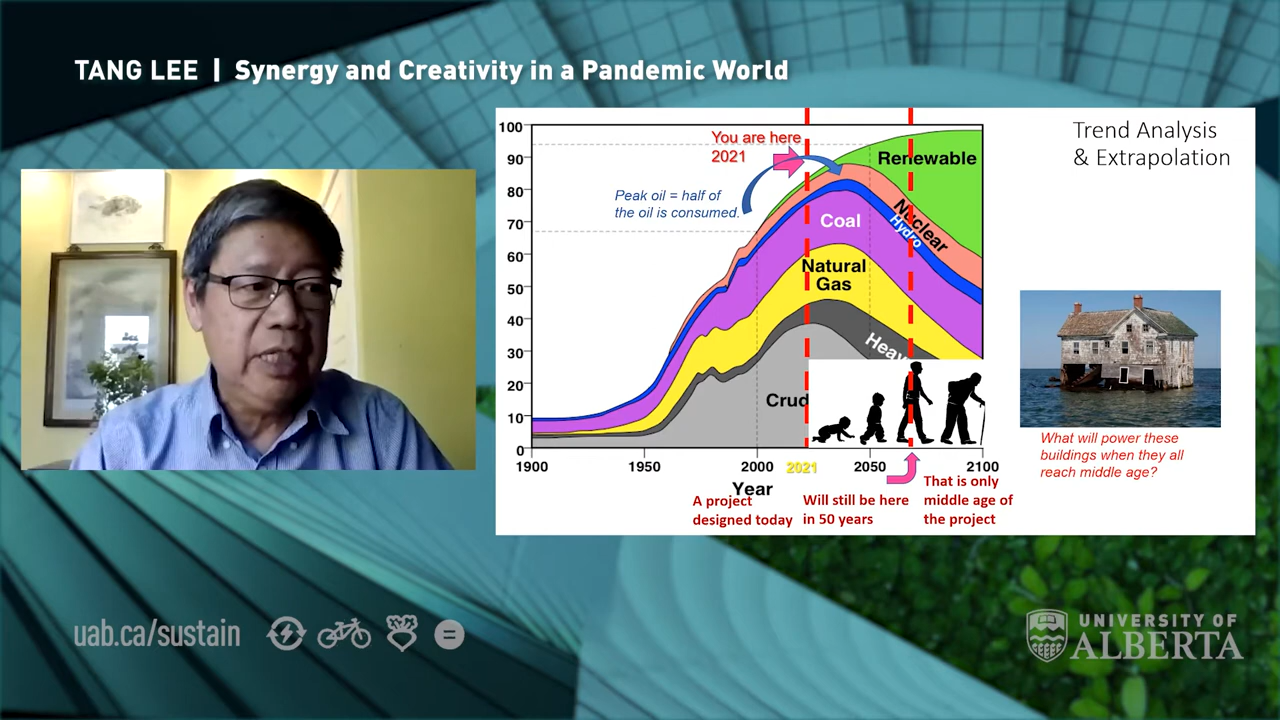 TANG LEE | Synergy and Creativity in a Pandemic World
Trend Analysis
& Extrapolation
You are here
2021
Peak oil = half of
the oil is consumed.
100
90
80
70
60
50
40
30
20
10
0
Renewable
Nuclear
Hydro
Coal
Natural
Gas
Heav
Crud
1900
1950
2000
2021
2050
2100
Year
A project
designed today
Will still be here
in 50 years
That is only
middle age of
the project
What will power these
buildings when they all
reach middle age?
uab.ca/sustain
UNIVERSITY OF
ALBERTA